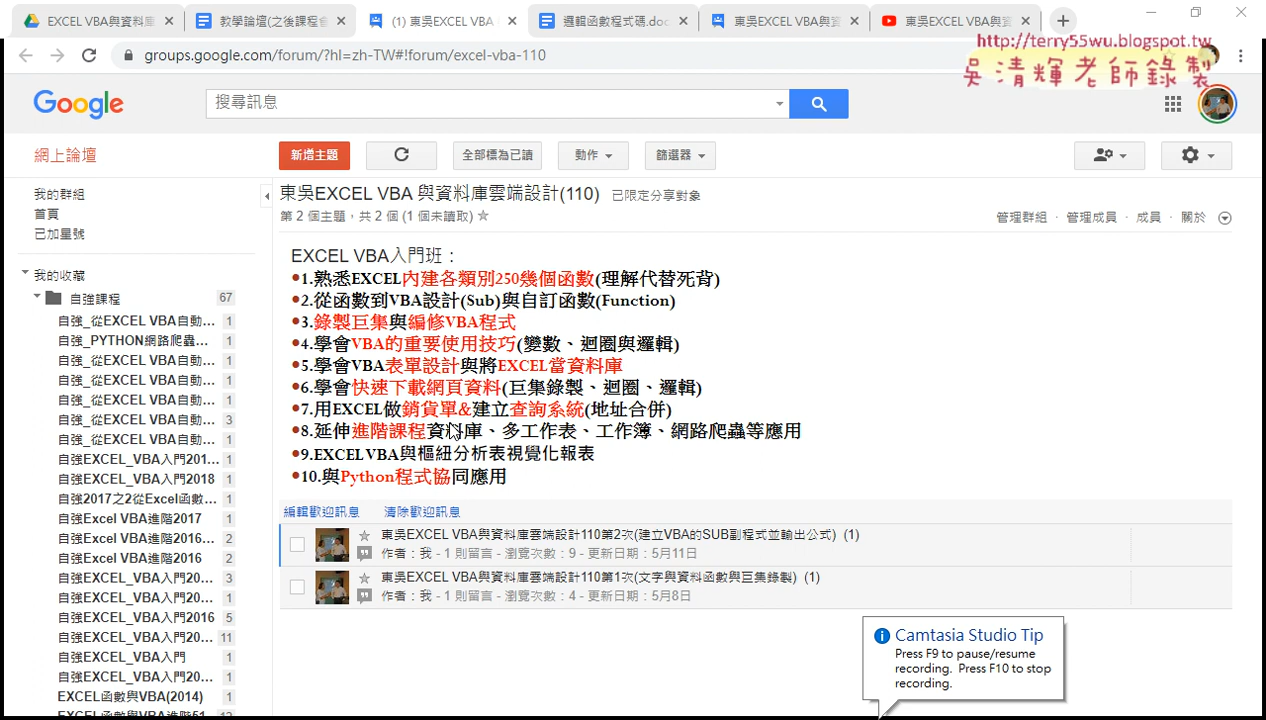 EXCEL VBA與資料庫
教學論壇(之後課程會
(1) 東吳EXCEL VBA
邏輯函數程式碼.doc
東吳EXCEL VBA與資
東吳EXCEL VBA與資
groups.google.com/forum/?hl=zh-TW#!forum/excel-vba-110
http://terry55wu.blogspot.tw
吳清輝老師錄製
Google
搜尋訊息
網上論壇
新增主題
全部標為已讀
動作
篩選器
我的群組
首頁
已加星號
東吳EXCEL VBA 與資料庫雲端設計(110) 已限定分享對象
第 2 個主題，共 2 個 (1 個未讀取)
管理群組 · 管理成員 · 成員 · 關於
我的收藏
自強課程 67
自強_從EXCEL VBA自動... 1
自強_PYTHON網路爬蟲... 1
自強_從EXCEL VBA自動... 1
自強_從EXCEL VBA自動... 1
自強_從EXCEL VBA自動... 1
自強_從EXCEL VBA自動... 3
自強_從EXCEL VBA自動... 1
自強EXCEL_VBA入門201... 1
自強EXCEL_VBA入門2018 1
自強2017之2從Excel函數... 1
自強Excel VBA進階2017 1
自強Excel VBA進階2016... 2
自強Excel VBA進階2016 2
自強EXCEL_VBA入門20... 3
自強EXCEL_VBA入門20... 1
自強EXCEL_VBA入門2016 5
自強EXCEL_VBA入門20... 11
自強EXCEL_VBA入門 1
自強EXCEL_VBA入門20... 1
EXCEL函數與VBA(2014) 1
EXCEL函數與VBA進階51 12
EXCEL VBA入門班：
•1.熟悉EXCEL內建各類別250幾個函數(理解代替死背)
•2.從函數到VBA設計(Sub)與自訂函數(Function)
•3.錄製巨集與編修VBA程式
•4.學會VBA的重要使用技巧(變數、迴圈與邏輯)
•5.學會VBA表單設計與將EXCEL當資料庫
•6.學會快速下載網頁資料(巨集錄製、迴圈、邏輯)
•7.用EXCEL做銷貨單&建立查詢系統(地址合併)
•8.延伸進階課程資料庫、多工作表、工作簿、網路爬蟲等應用
•9.EXCEL VBA與樞紐分析表視覺化報表
•10.與Python程式協同應用
編輯歡迎訊息 清除歡迎訊息
東吳EXCEL VBA與資料庫雲端設計110第2次(建立VBA的SUB副程式並輸出公式) (1)
作者：我 - 1 則留言 - 瀏覽次數：9 - 更新日期：5月11日
東吳EXCEL VBA與資料庫雲端設計110第1次(文字與資料函數與巨集錄製) (1)
作者：我 - 1 則留言 - 瀏覽次數：4 - 更新日期：5月8日
Camtasia Studio Tip
Press F9 to pause/resume
recording. Press F10 to stop
recording.